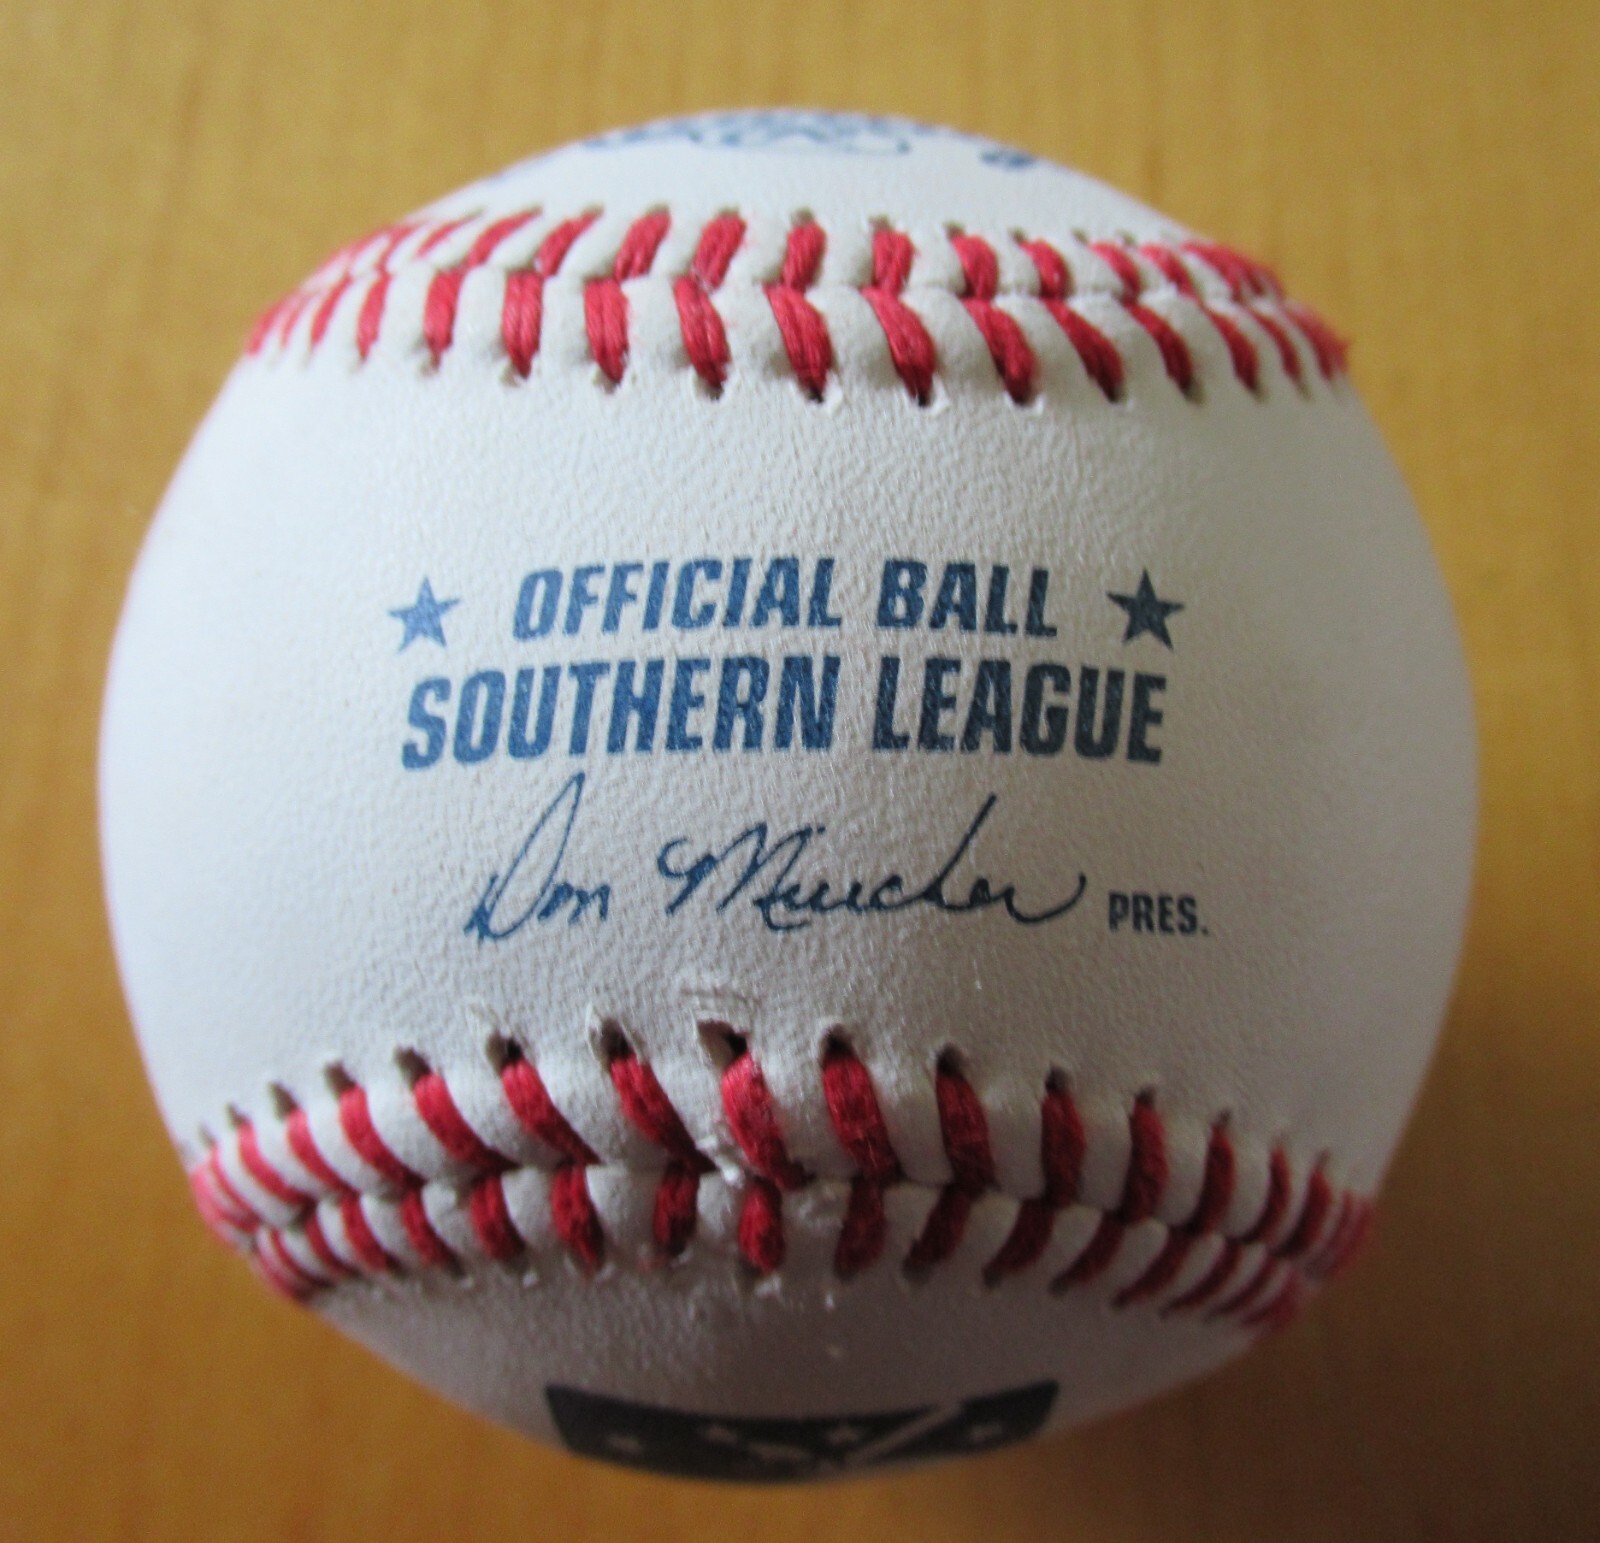 OFFICIAL BALL
SOUTHERN LEAGUE
Don Mincher PRES.